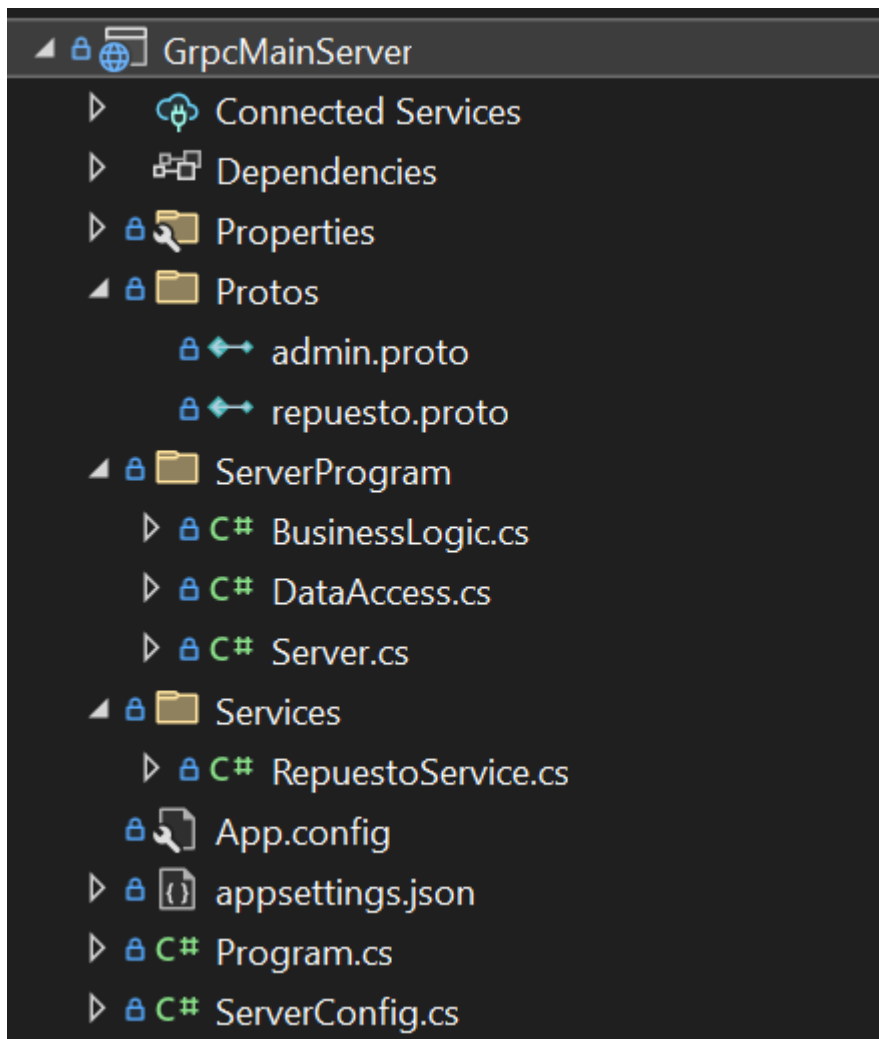 GrpcMainServer
Connected Services
Dependencies
Properties
Protos
admin.proto
repuesto.proto
ServerProgram
C# BusinessLogic.cs
C# DataAccess.cs
C# Server.cs
Services
C# RepuestoService.cs
App.config
appsettings.json
C# Program.cs
C# ServerConfig.cs